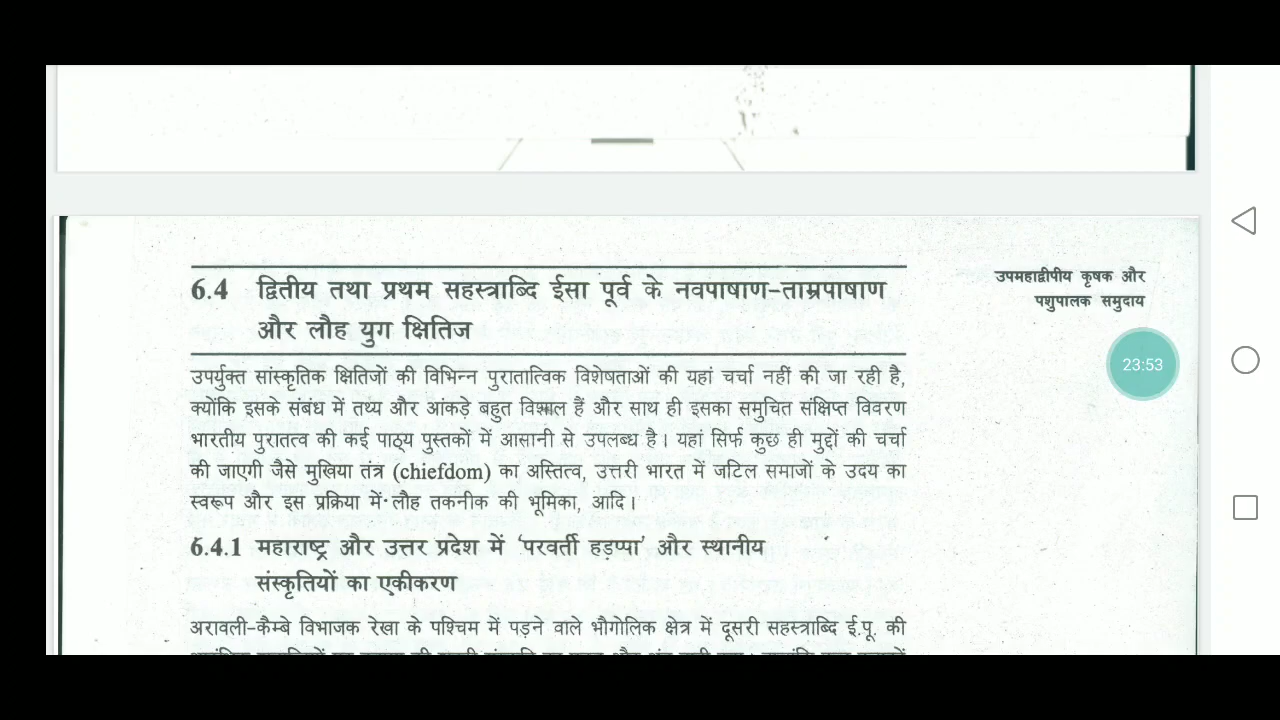 6.4 द्वितीय तथा प्रथम सहस्त्राब्दि ईसा पूर्व के नवपाषाण-ताम्रपाषाण
और लौह युग क्षितिज
उपमहाद्वीपीय कृषक और
पशुपालक समुदाय
23:53
उपर्युक्त सांस्कृतिक क्षितिजों की विभिन्न पुरातात्विक विशेषताओं की यहां चर्चा नहीं की जा रही है,
क्योंकि इसके संबंध में तथ्य और आंकड़े बहुत विशाल हैं और साथ ही इसका समुचित संक्षिप्त विवरण
भारतीय पुरातत्व की कई पाठ्य पुस्तकों में आसानी से उपलब्ध है। यहां सिर्फ कुछ ही मुद्दों की चर्चा
की जाएगी जैसे मुखिया तंत्र (chiefdom) का अस्तित्व, उत्तरी भारत में जटिल समाजों के उदय का
स्वरूप और इस प्रक्रिया में लौह तकनीक की भूमिका, आदि।
6.4.1 महाराष्ट्र और उत्तर प्रदेश में 'परवर्ती हड़प्पा' और स्थानीय
संस्कृतियों का एकीकरण
अरावली-कैम्बे विभाजक रेखा के पश्चिम में पड़ने वाले भौगोलिक क्षेत्र में दूसरी सहस्त्राब्दि ई.पू. की